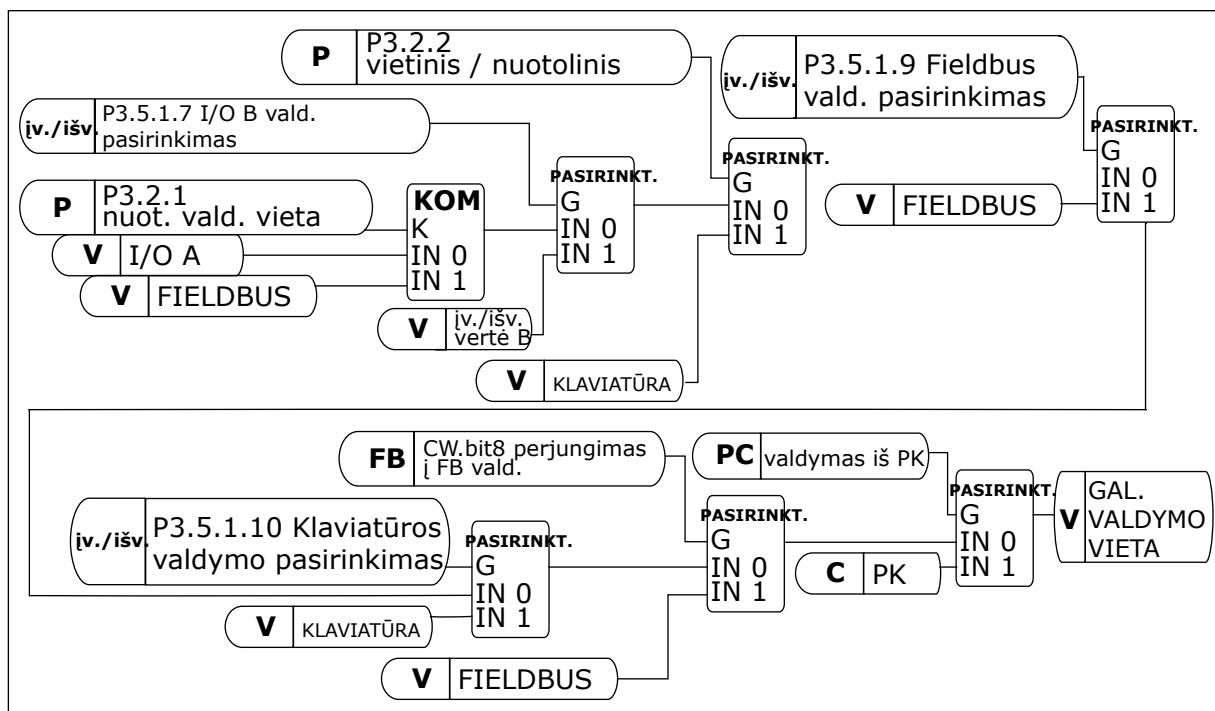 P
P3.2.2
vietinis / nuotolinis
įv./išv.
P3.5.1.9 Fieldbus
vald. pasirinkimas
įv./išv.
P3.5.1.7 I/O B vald.
pasirinkimas
PASIRINKT.
G
IN 0
IN 1
PASIRINKT.
G
IN 0
IN 1
PASIRINKT.
G
IN 0
IN 1
P
P3.2.1
nuot. vald. vieta
KOM
K
IN 0
IN 1
V FIELDBUS
V I/O A
V FIELDBUS
V
įv./išv.
vertė B
V KLAVIATŪRA
FB
CW.bit8 perjungimas
į FB vald.
PC valdymas iš PK
įv./išv.
P3.5.1.10 Klaviatūros
valdymo pasirinkimas
PASIRINKT.
G
IN 0
IN 1
PASIRINKT.
G
IN 0
IN 1
PASIRINKT.
G
IN 0
IN 1
V
GAL.
VALDYMO
VIETA
C PK
V KLAVIATŪRA
V FIELDBUS